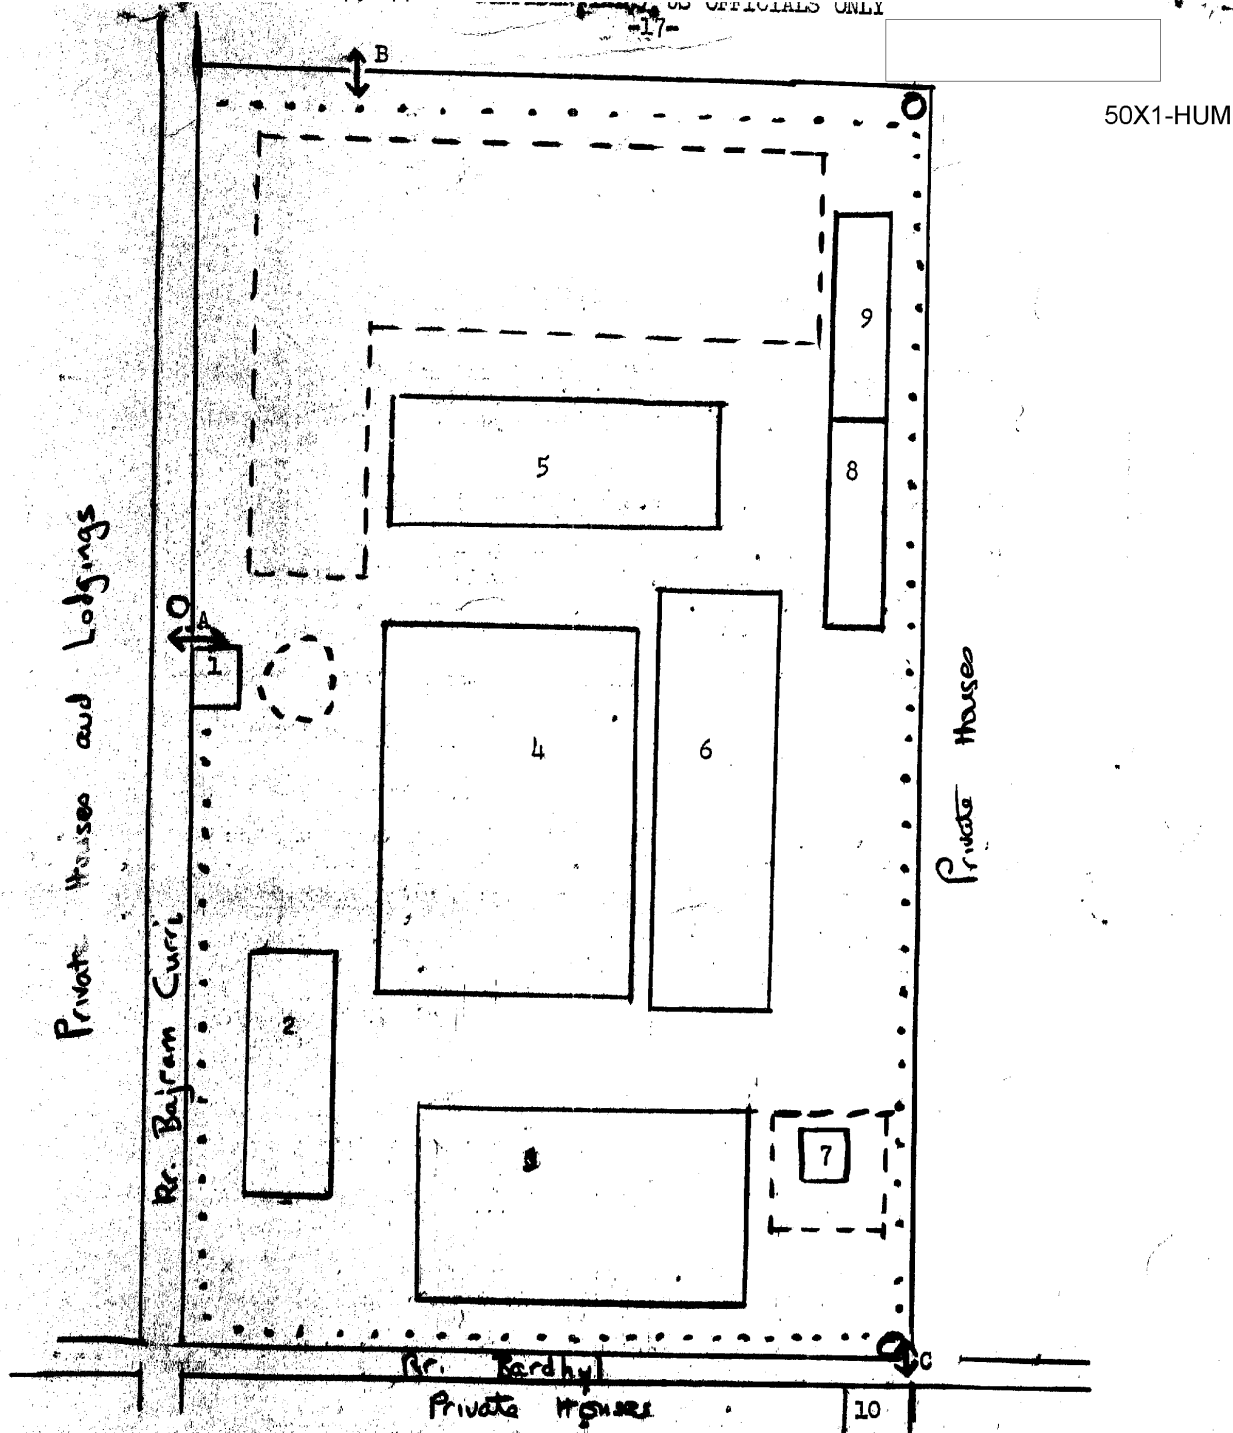 US OFFICIALS ONLY
-17-
B
50X1-HUM
9
5
8
A
1
4
6
Private Houses and Lodgings
Private Houses
Rr. Bajram Curri
2
7
C
Rr. Bardhyl
Private Houses
10